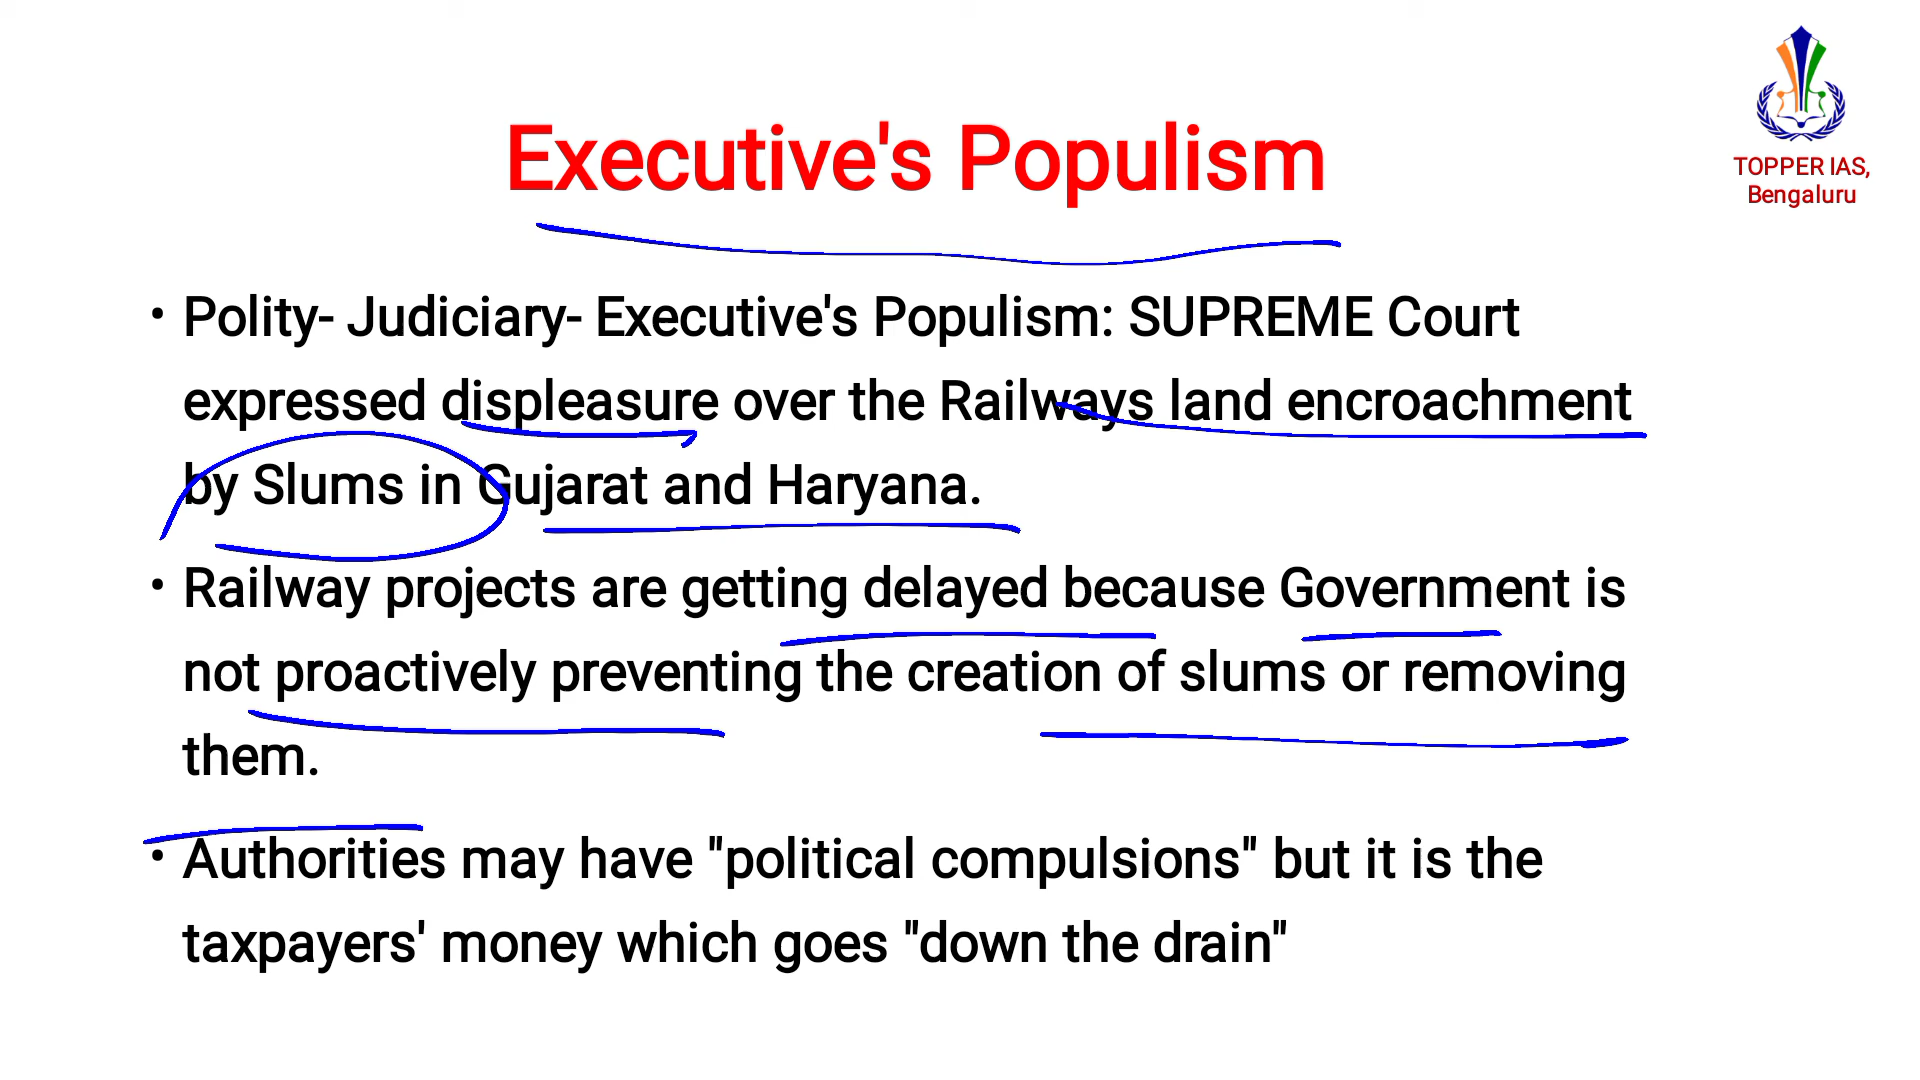 TOPPER IAS,
Bengaluru
Executive's Populism
• Polity- Judiciary- Executive's Populism: SUPREME Court
expressed displeasure over the Railways land encroachment
by Slums in Gujarat and Haryana.
• Railway projects are getting delayed because Government is
not proactively preventing the creation of slums or removing
them.
• Authorities may have "political compulsions" but it is the
taxpayers' money which goes "down the drain"